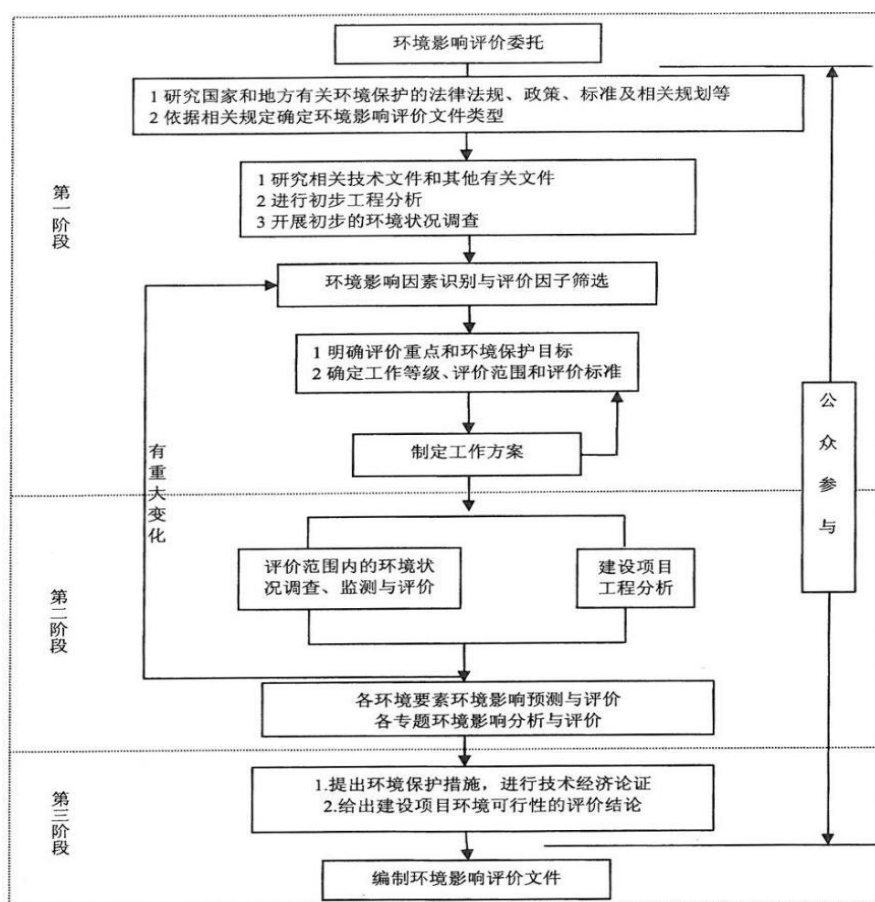 环境影响评价委托
1 研究国家和地方有关环境保护的法律法规、政策、标准及相关规划等
2 依据相关规定确定环境影响评价文件类型
1 研究相关技术文件和其他有关文件
2 进行初步工程分析
3 开展初步的环境状况调查
第一阶段
环境影响因素识别与评价因子筛选
1 明确评价重点和环境保护目标
2 确定工作等级、评价范围和评价标准
制定工作方案
公众参与
有重大变化
评价范围内的环境状
况调查、监测与评价
建设项目
工程分析
第二阶段
各环境要素环境影响预测与评价
各专题环境影响分析与评价
1.提出环境保护措施，进行技术经济论证
2.给出建设项目环境可行性的评价结论
第三阶段
编制环境影响评价文件